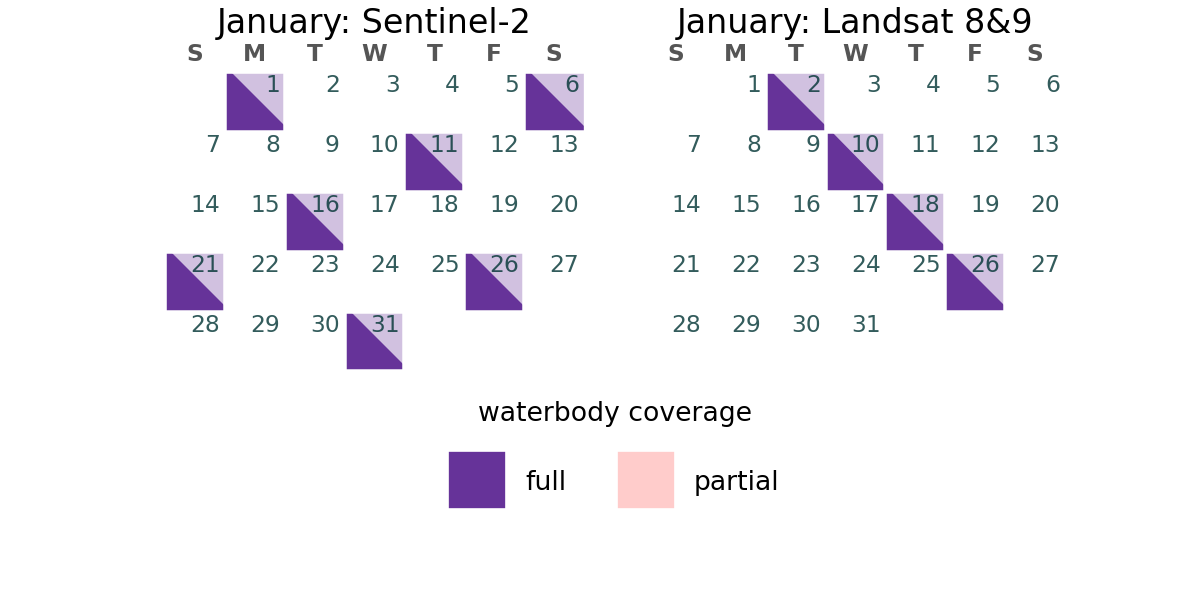 January: Sentinel-2
S M T W T F S
1 2 3 4 5 6
7 8 9 10 11 12 13
14 15 16 17 18 19 20
21 22 23 24 25 26 27
28 29 30 31
January: Landsat 8&9
S M T W T F S
1 2 3 4 5 6
7 8 9 10 11 12 13
14 15 16 17 18 19 20
21 22 23 24 25 26 27
28 29 30 31
waterbody coverage
full partial